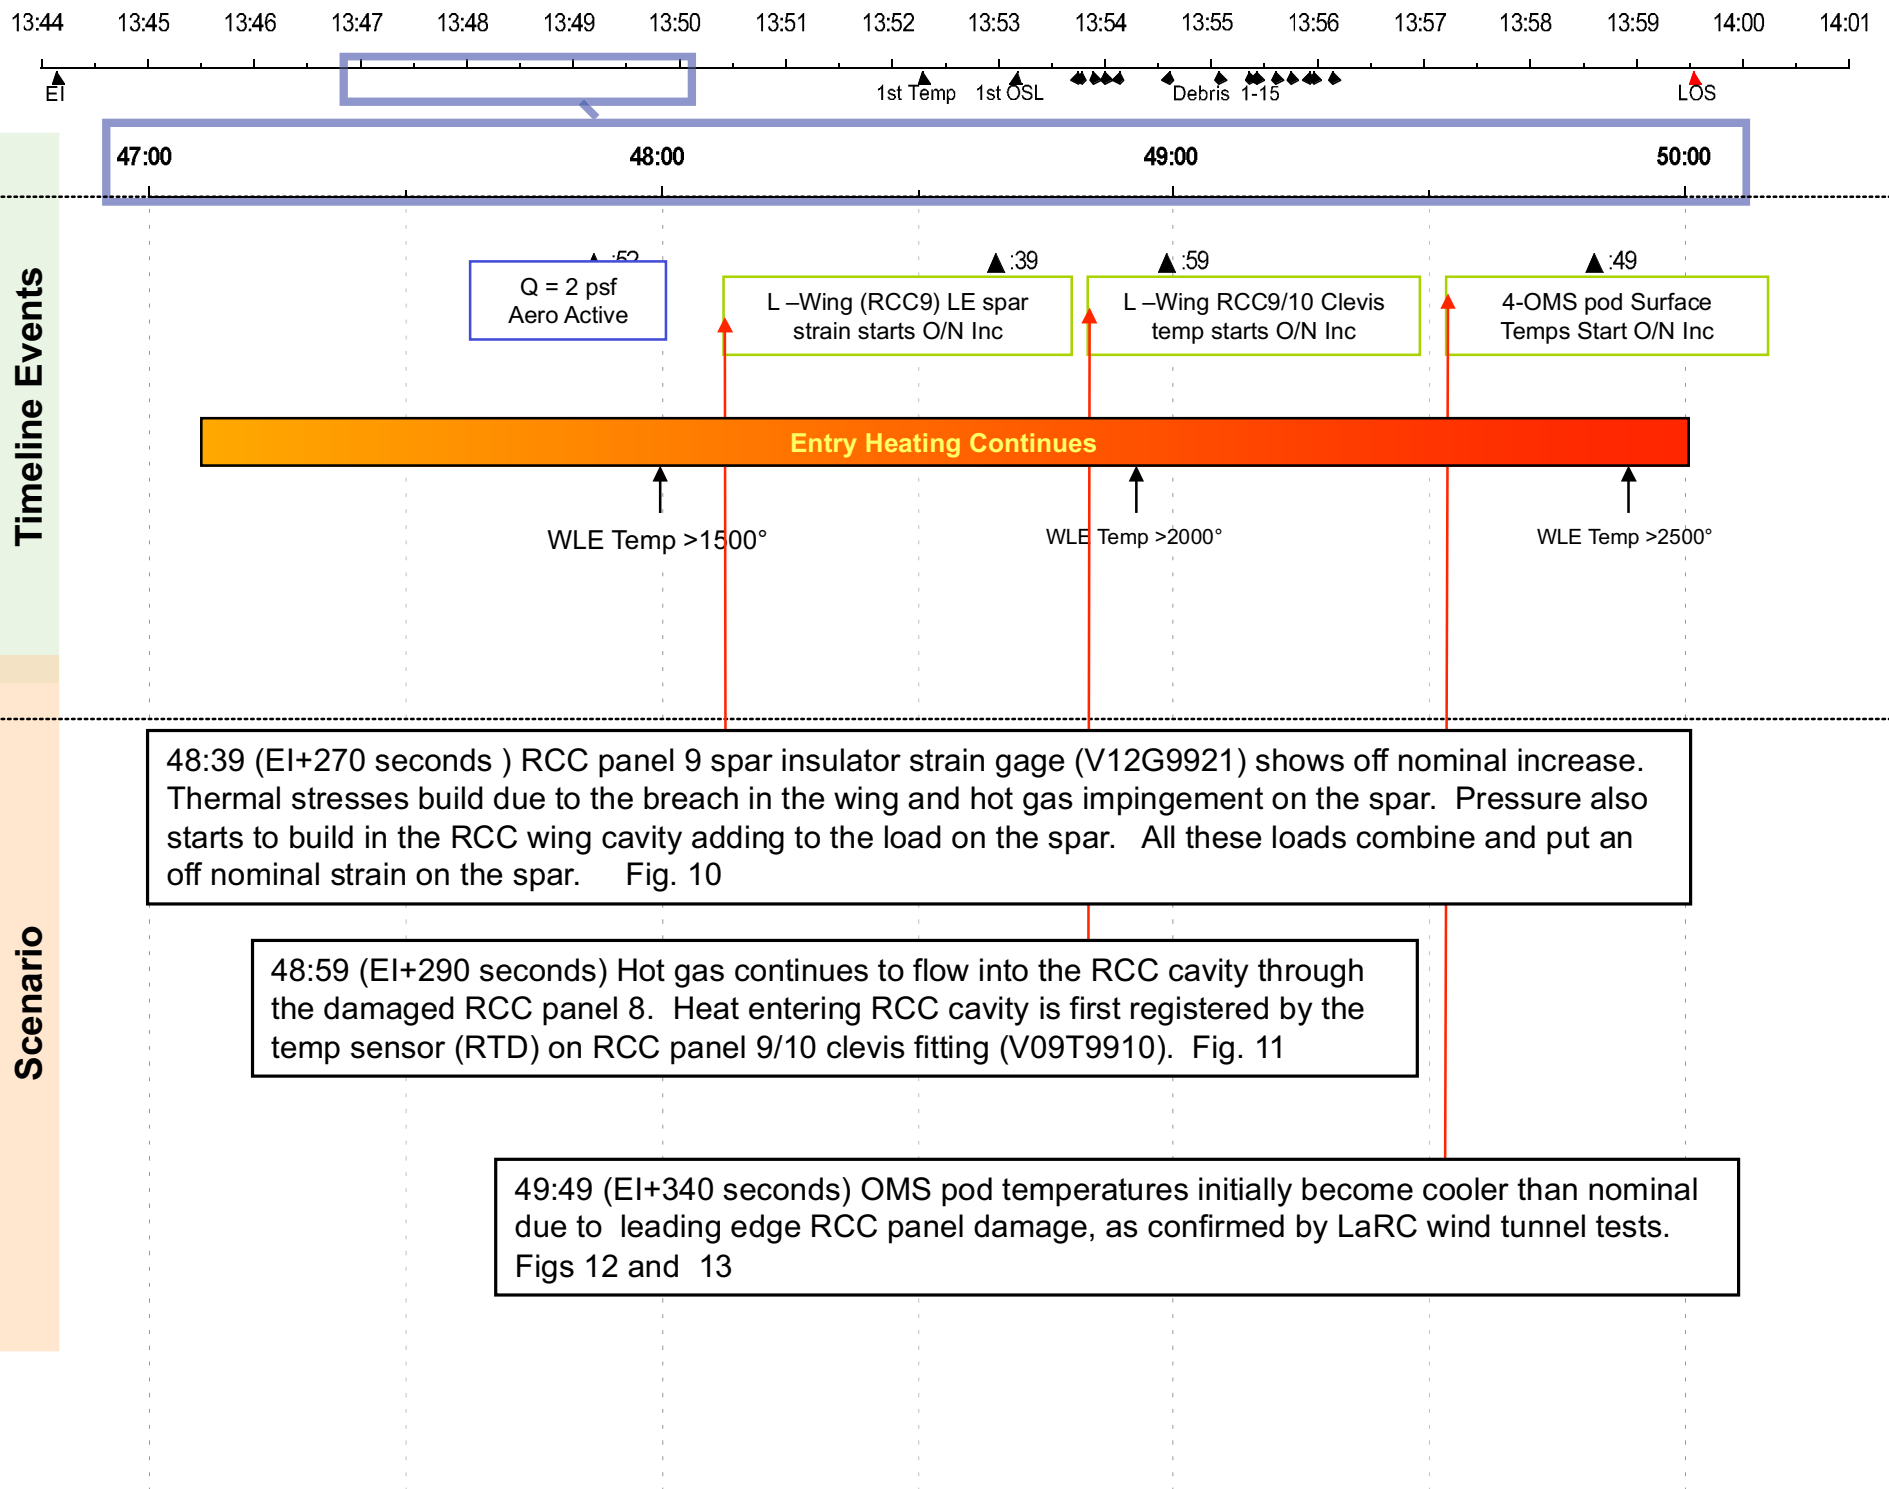 13:44 13:45 13:46 13:47 13:48 13:49 13:50 13:51 13:52 13:53 13:54 13:55 13:56 13:57 13:58 13:59 14:00 14:01
EI 1st Temp 1st OSL Debris 1-15 LOS
47:00 48:00 49:00 50:00
Timeline Events
:52 :39 :59 :49
Q = 2 psf
Aero Active
L –Wing (RCC9) LE spar
strain starts O/N Inc
L –Wing RCC9/10 Clevis
temp starts O/N Inc
4-OMS pod Surface
Temps Start O/N Inc
Entry Heating Continues
WLE Temp >1500° WLE Temp >2000° WLE Temp >2500°
Scenario
48:39 (EI+270 seconds ) RCC panel 9 spar insulator strain gage (V12G9921) shows off nominal increase.
Thermal stresses build due to the breach in the wing and hot gas impingement on the spar. Pressure also
starts to build in the RCC wing cavity adding to the load on the spar. All these loads combine and put an
off nominal strain on the spar. Fig. 10
48:59 (EI+290 seconds) Hot gas continues to flow into the RCC cavity through
the damaged RCC panel 8. Heat entering RCC cavity is first registered by the
temp sensor (RTD) on RCC panel 9/10 clevis fitting (V09T9910). Fig. 11
49:49 (EI+340 seconds) OMS pod temperatures initially become cooler than nominal
due to leading edge RCC panel damage, as confirmed by LaRC wind tunnel tests.
Figs 12 and 13